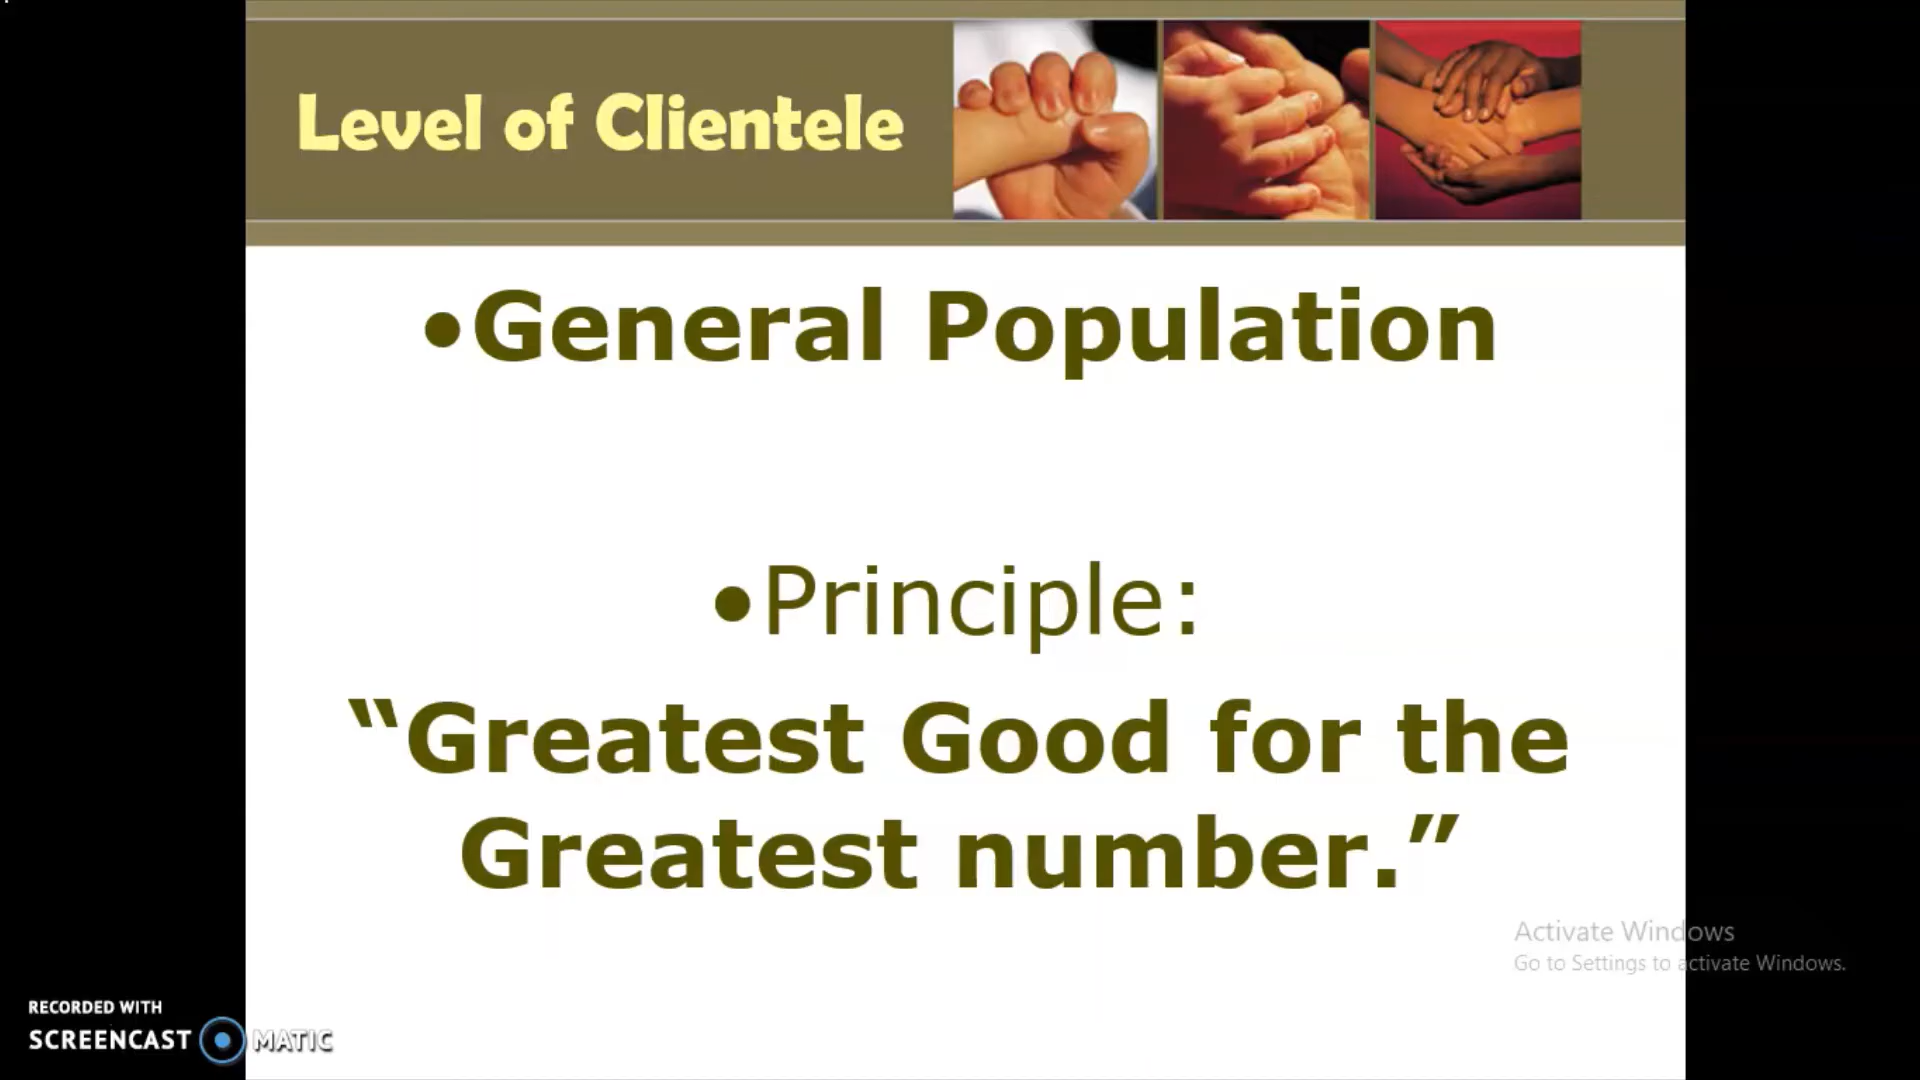 Level of Clientele
•General Population
•Principle:
“Greatest Good for the
Greatest number.”
Activate Windows
Go to Settings to activate Windows.
RECORDED WITH
SCREENCAST MATIC